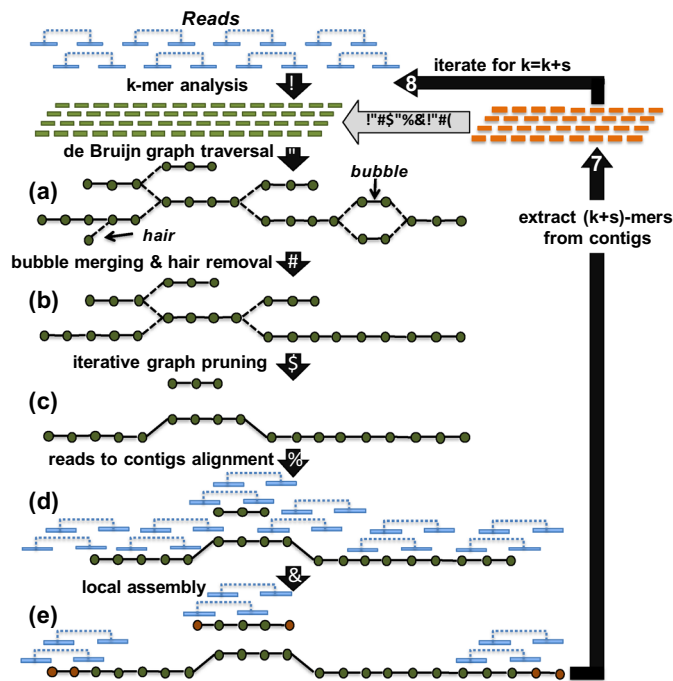 Reads
8
iterate for k=k+s
k-mer analysis
!
!"#$"%&!"#(
de Bruijn graph traversal
"
7
(a)
bubble
hair
extract (k+s)-mers
from contigs
bubble merging & hair removal
#
(b)
iterative graph pruning
$
(c)
reads to contigs alignment
%
(d)
local assembly
&
(e)